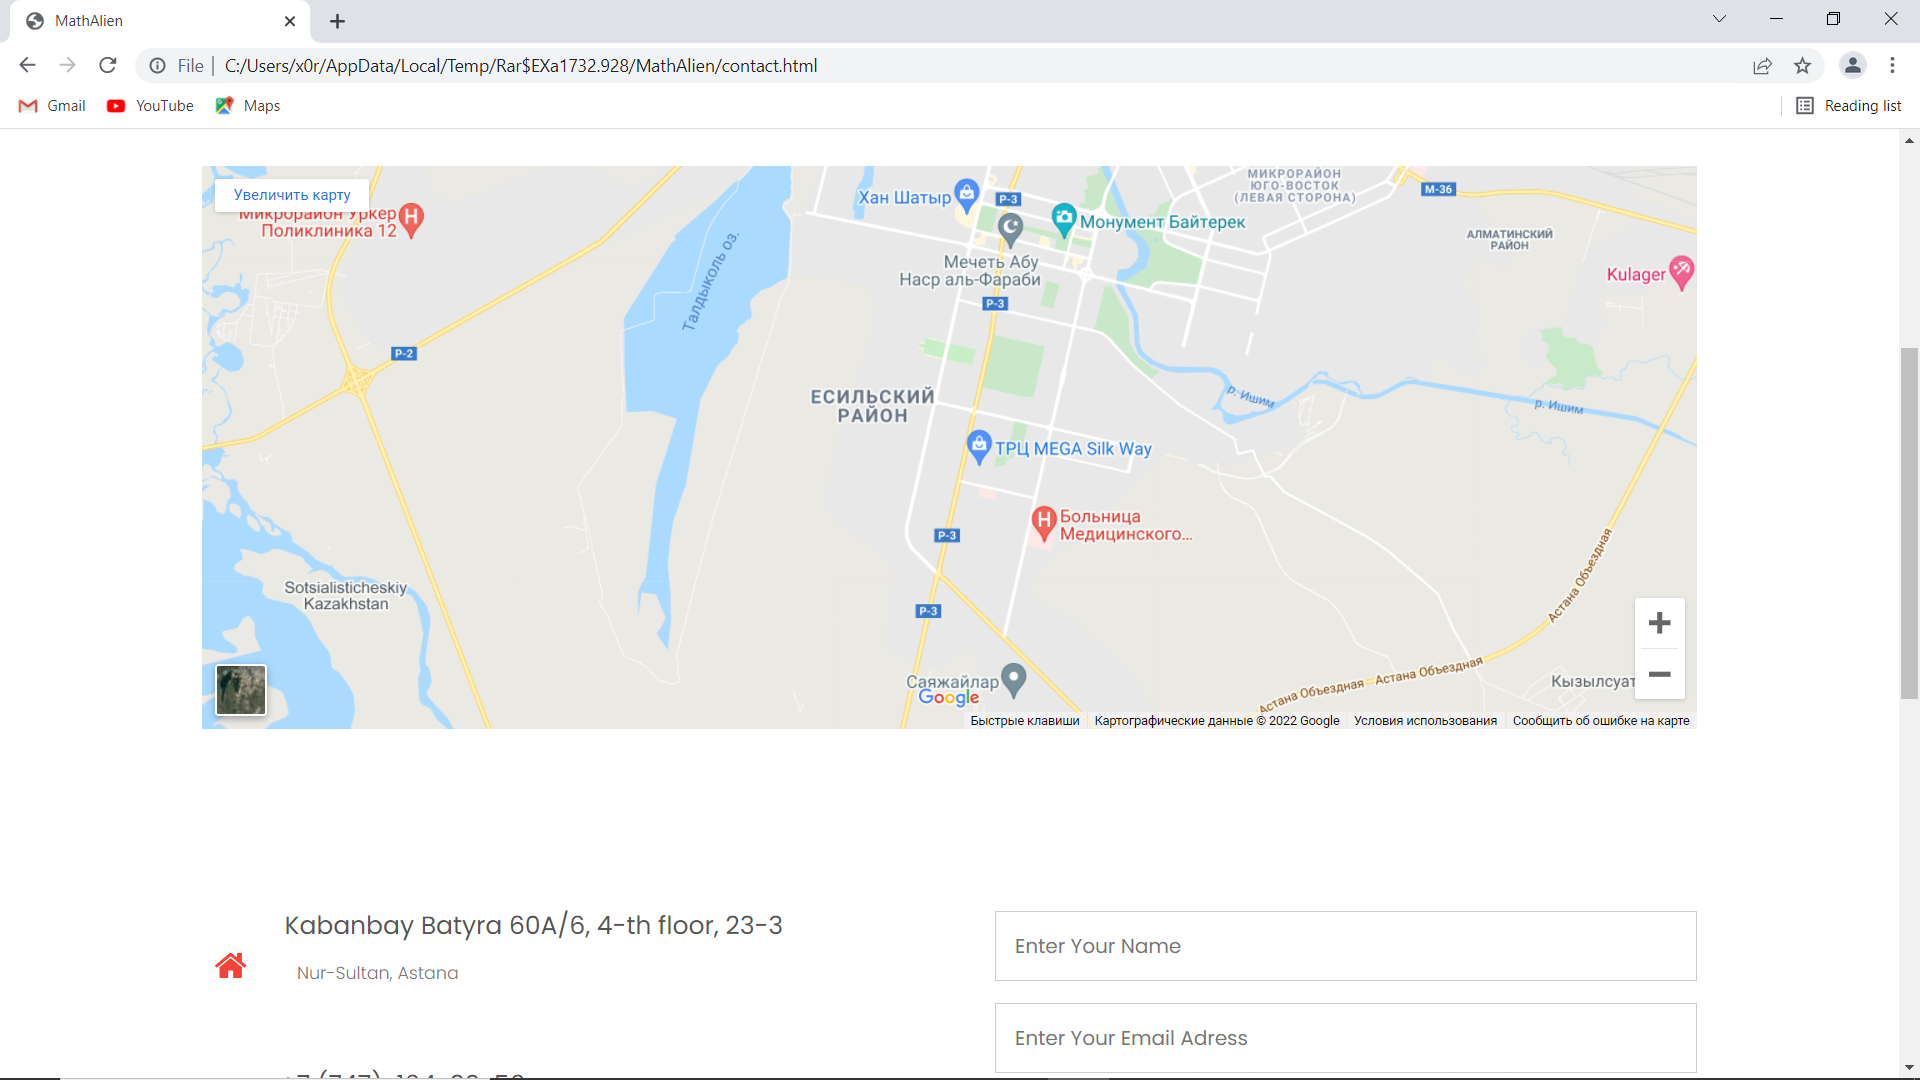 MathAlien
File
C:/Users/x0r/AppData/Local/Temp/Rar$EXa1732.928/MathAlien/contact.html
Gmail
YouTube
Maps
Reading list
Увеличить карту
Микрорайон Уркер
Поликлиника 12
Талдыколь оз.
Хан Шатыр
Р-3
Монумент Байтерек
Мечеть Абу
Наср аль-Фараби
Р-3
МИКРОРАЙОН
ЮГО-ВОСТОК
(ЛЕВАЯ СТОРОНА)
М-36
АЛМАТИНСКИЙ
РАЙОН
Kulager
Р-2
ЕСИЛЬСКИЙ
РАЙОН
р. Ишим
р. Ишим
ТРЦ MEGA Silk Way
Больница
Медицинского...
Р-3
Sotsialisticheskiy
Kazakhstan
Р-3
Астана Объездная
Саяжайлар
Google
Астана Объездная
Астана Объездная
Быстрые клавиши
Картографические данные © 2022 Google
Условия использования
Сообщить об ошибке на карте
Kabanbay Batyra 60A/6, 4-th floor, 23-3
Nur-Sultan, Astana
Enter Your Name
Enter Your Email Adress